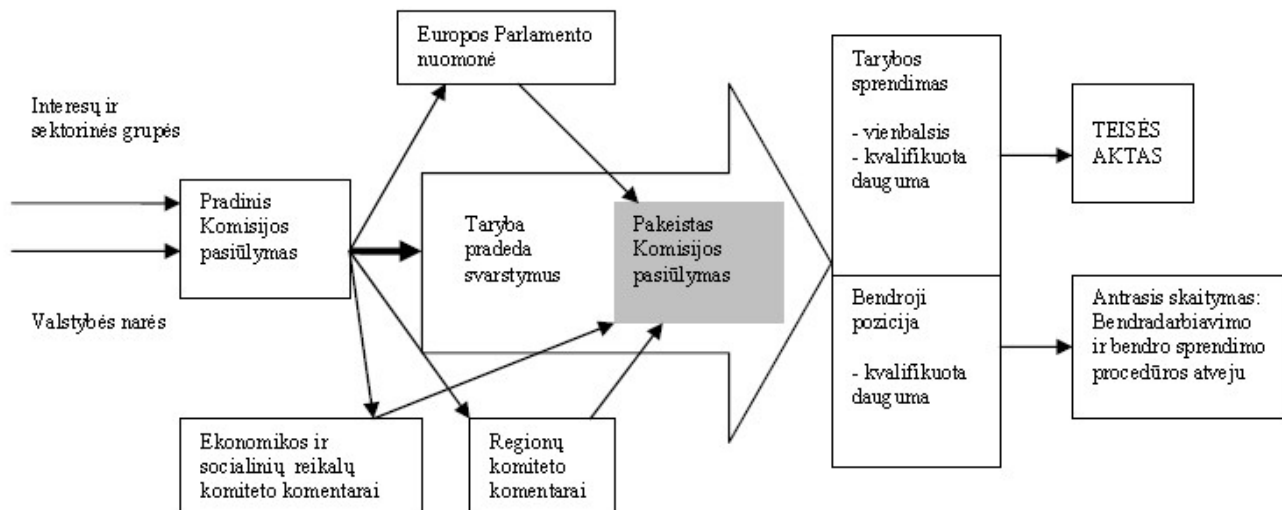 Europos Parlamento
nuomonė
Interesų ir
sektorinės grupės
Pradinis
Komisijos
pasiūlymas
Valstybės narės
Taryba
pradeda
svarstymus
Pakeistas
Komisijos
pasiūlymas
Ekonomikos ir
socialinių reikalų
komiteto komentarai
Regionų
komiteto
komentarai
Tarybos
sprendimas
- vienbalsis
- kvalifikuota
dauguma
Bendroji
pozicija
- kvalifikuota
dauguma
TEISĖS
AKTAS
Antrasis skaitymas:
Bendradarbiavimo
ir bendro sprendimo
procedūros atveju